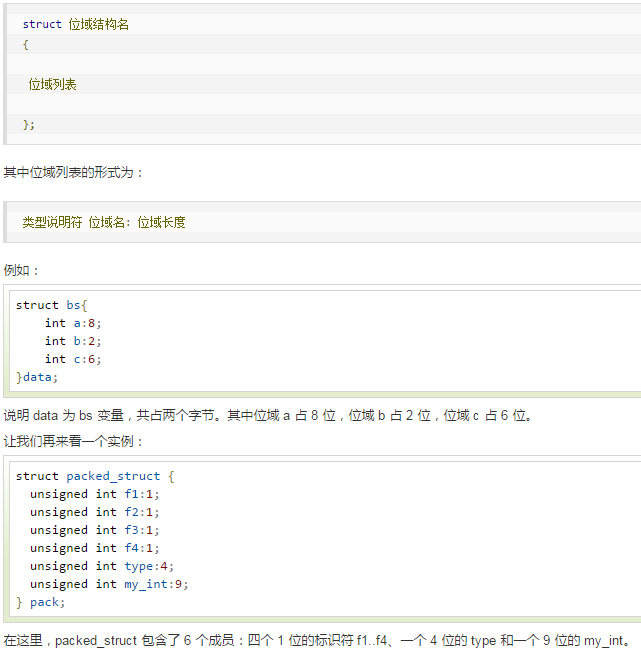 struct 位域结构名
{
位域列表
};
其中位域列表的形式为：
类型说明符 位域名: 位域长度
例如：
struct bs{
    int a:8;
    int b:2;
    int c:6;
}data;
说明 data 为 bs 变量，共占两个字节。其中位域 a 占 8 位，位域 b 占 2 位，位域 c 占 6 位。
让我们再来看一个实例：
struct packed_struct {
  unsigned int f1:1;
  unsigned int f2:1;
  unsigned int f3:1;
  unsigned int f4:1;
  unsigned int type:4;
  unsigned int my_int:9;
} pack;
在这里，packed_struct 包含了 6 个成员：四个 1 位的标识符 f1..f4、一个 4 位的 type 和一个 9 位的 my_int。